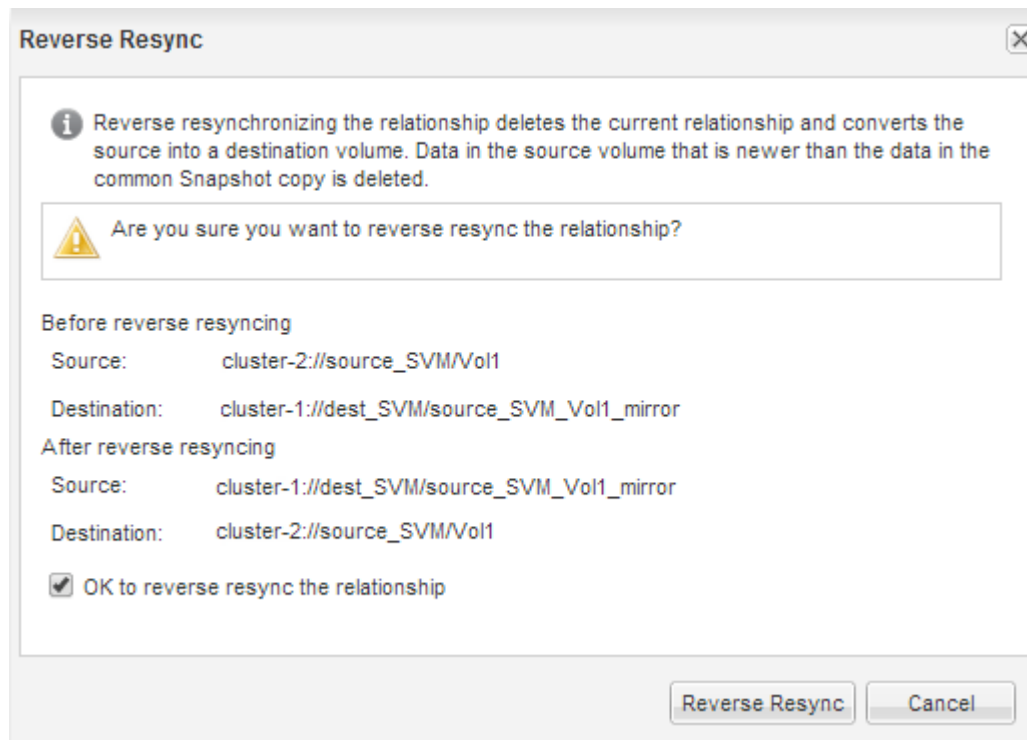 Reverse Resync
Reverse resynchronizing the relationship deletes the current relationship and converts the
source into a destination volume. Data in the source volume that is newer than the data in the
common Snapshot copy is deleted.
Are you sure you want to reverse resync the relationship?
Before reverse resyncing
Source: cluster-2://source_SVM/Vol1
Destination: cluster-1://dest_SVM/source_SVM_Vol1_mirror
After reverse resyncing
Source: cluster-1://dest_SVM/source_SVM_Vol1_mirror
Destination: cluster-2://source_SVM/Vol1
OK to reverse resync the relationship
Reverse Resync Cancel